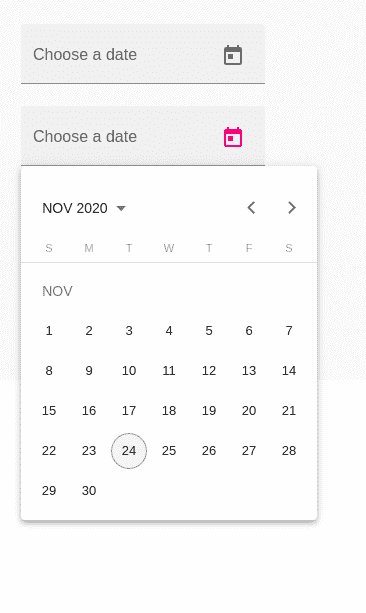 Choose a date
Choose a date
NOV 2020
S M T W T F S
NOV
1 2 3 4 5 6 7
8 9 10 11 12 13 14
15 16 17 18 19 20 21
22 23 24 25 26 27 28
29 30